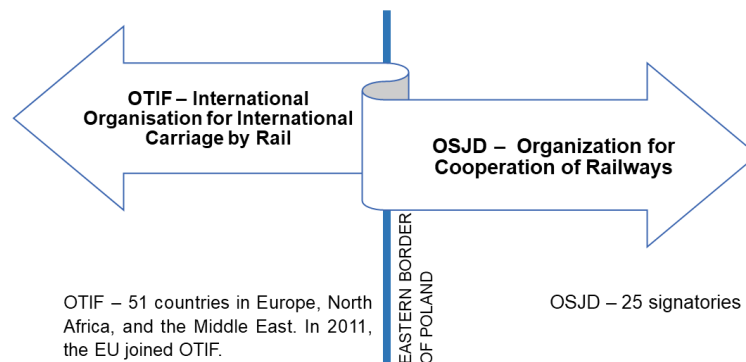 OTIF – International
Organisation for International
Carriage by Rail
OSJD – Organization for
Cooperation of Railways
EASTERN BORDER
OF POLAND
OTIF – 51 countries in Europe, North
Africa, and the Middle East. In 2011,
the EU joined OTIF.
OSJD – 25 signatories